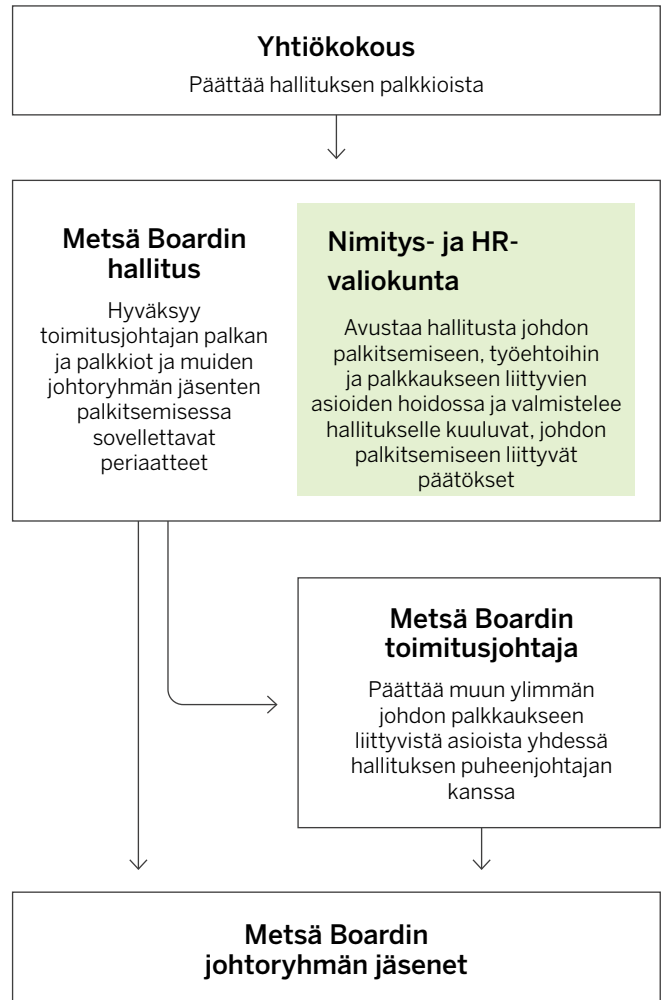 Yhtiökokous
Päättää hallituksen palkkioista
Metsä Boardin
hallitus
Hyväksyy
toimitusjohtajan palkan
ja palkkiot ja muiden
johtoryhmän jäsenten
palkitsemisessa
sovellettavat
periaatteet
Nimitys- ja HR-
valiokunta
Avustaa hallitusta johdon
palkitsemiseen, työehtoihin
ja palkkaukseen liittyvien
asioiden hoidossa ja valmistelee
hallitukselle kuuluvat, johdon
palkitsemiseen liittyvät
päätökset
Metsä Boardin
toimitusjohtaja
Päättää muun ylimmän
johdon palkkaukseen
liittyvistä asioista yhdessä
hallituksen puheenjohtajan
kanssa
Metsä Boardin
johtoryhmän jäsenet